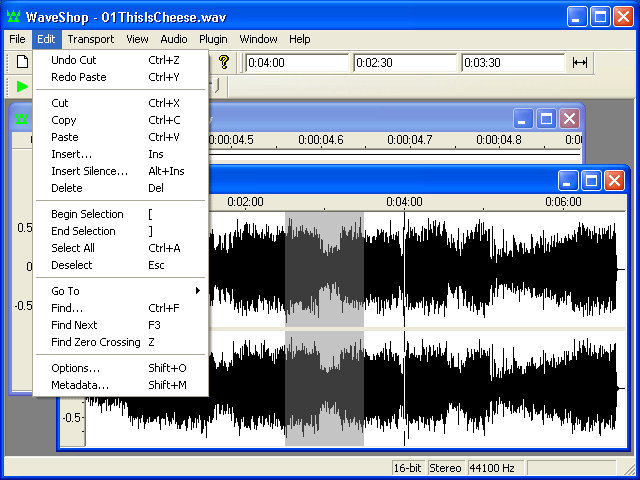 WaveShop - 01ThisIsCheese.wav
File Edit Transport View Audio Plugin Window Help
0:04:00 0:02:30 0:03:30
Undo Cut Ctrl+Z
Redo Paste Ctrl+Y
Cut Ctrl+X
Copy Ctrl+C
Paste Ctrl+V
Insert... Ins
Insert Silence... Alt+Ins
Delete Del
Begin Selection [
End Selection ]
Select All Ctrl+A
Deselect Esc
Go To
Find... Ctrl+F
Find Next F3
Find Zero Crossing Z
Options... Shift+O
Metadata... Shift+M
0:00:04.5 0:00:04.6 0:00:04.7 0:00:04.8 0:00
0:02:00 0:04:00 0:06:00
0.5
-0.5
-0.5
16-bit Stereo 44100 Hz